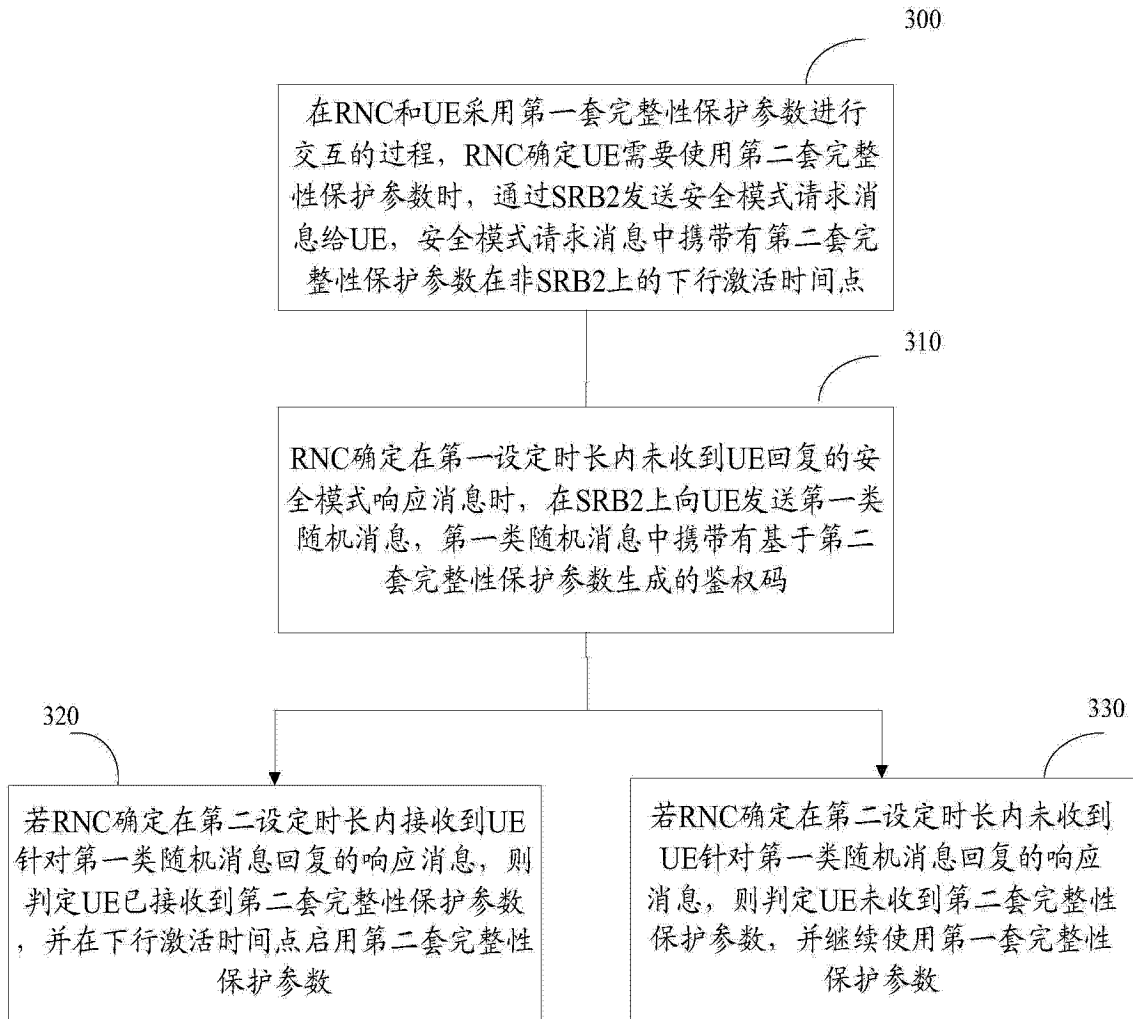 300
在RNC和UE采用第一套完整性保护参数进行
交互的过程，RNC确定UE需要使用第二套完整
性保护参数时，通过SRB2发送安全模式请求消
息给UE，安全模式请求消息中携带有第二套完
整性保护参数在非SRB2上的下行激活时间点
310
RNC确定在第一设定时长内未收到UE回复的安
全模式响应消息时，在SRB2上向UE发送第一类
随机消息，第一类随机消息中携带有基于第二
套完整性保护参数生成的鉴权码
320
若RNC确定在第二设定时长内接收到UE
针对第一类随机消息回复的响应消息，则
判定UE已接收到第二套完整性保护参数
，并在下行激活时间点启用第二套完整性
保护参数
330
若RNC确定在第二设定时长内未收到
UE针对第一类随机消息回复的响应
消息，则判定UE未收到第二套完整性
保护参数，并继续使用第一套完整性
保护参数